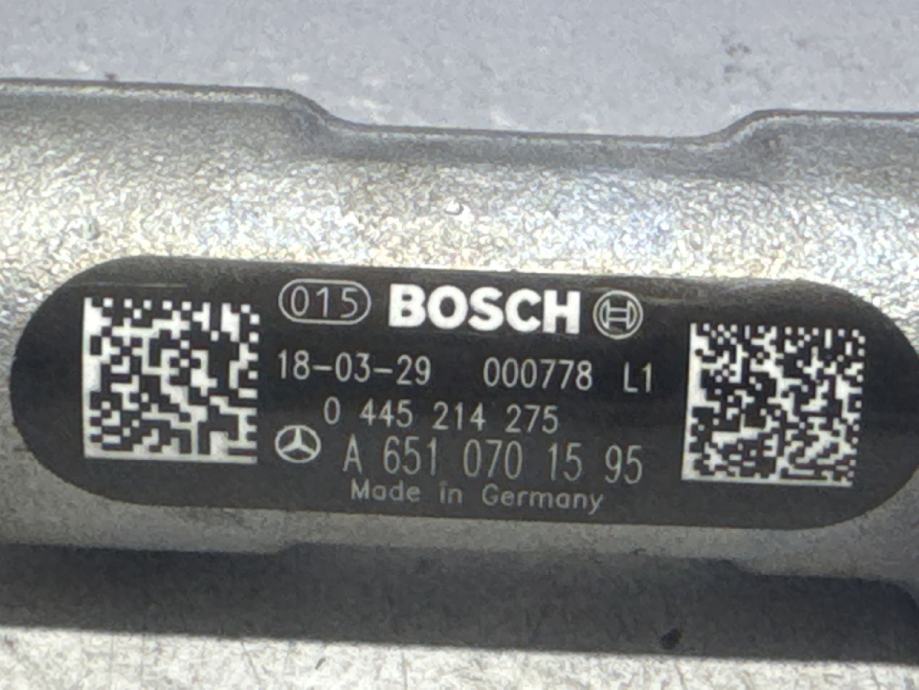 015 BOSCH
18-03-29 000778 L1
0 445 214 275
A 651 070 15 95
Made in Germany